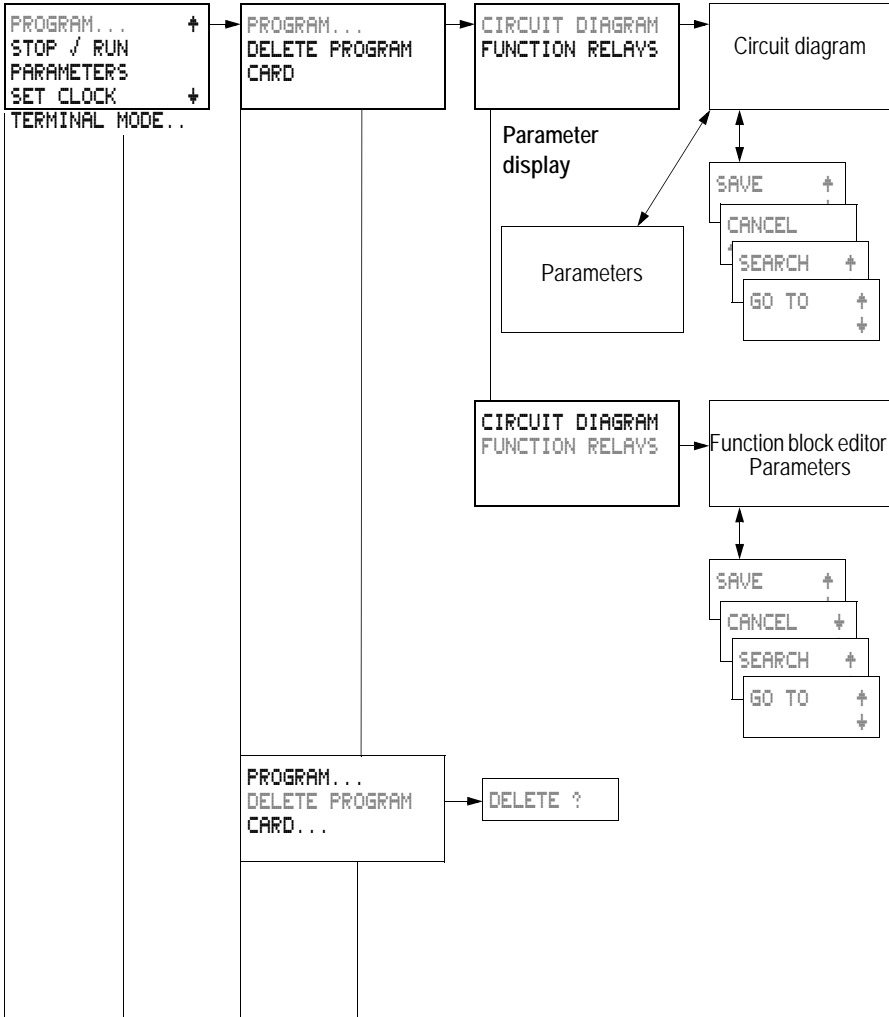 PROGRAM...
STOP / RUN
PARAMETERS
SET CLOCK
TERMINAL MODE..
PROGRAM...
DELETE PROGRAM
CARD
CIRCUIT DIAGRAM
FUNCTION RELAYS
Circuit diagram
Parameter
display
Parameters
SAVE
CANCEL
SEARCH
GO TO
CIRCUIT DIAGRAM
FUNCTION RELAYS
Function block editor
Parameters
SAVE
CANCEL
SEARCH
GO TO
PROGRAM...
DELETE PROGRAM
CARD...
DELETE ?